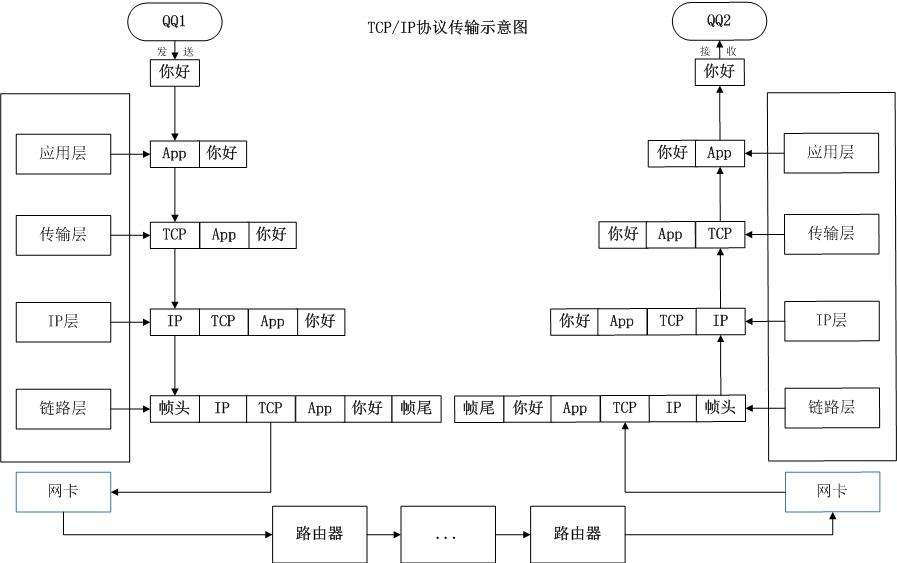 QQ1
TCP/IP协议传输示意图
QQ2
发 送
接 收
你好
你好
应用层
App 你好
你好 App
应用层
传输层
TCP App 你好
你好 App TCP
传输层
IP层
IP TCP App 你好
你好 App TCP IP
IP层
链路层
帧头 IP TCP App 你好 帧尾
帧尾 你好 App TCP IP 帧头
链路层
网卡
网卡
路由器
...
路由器